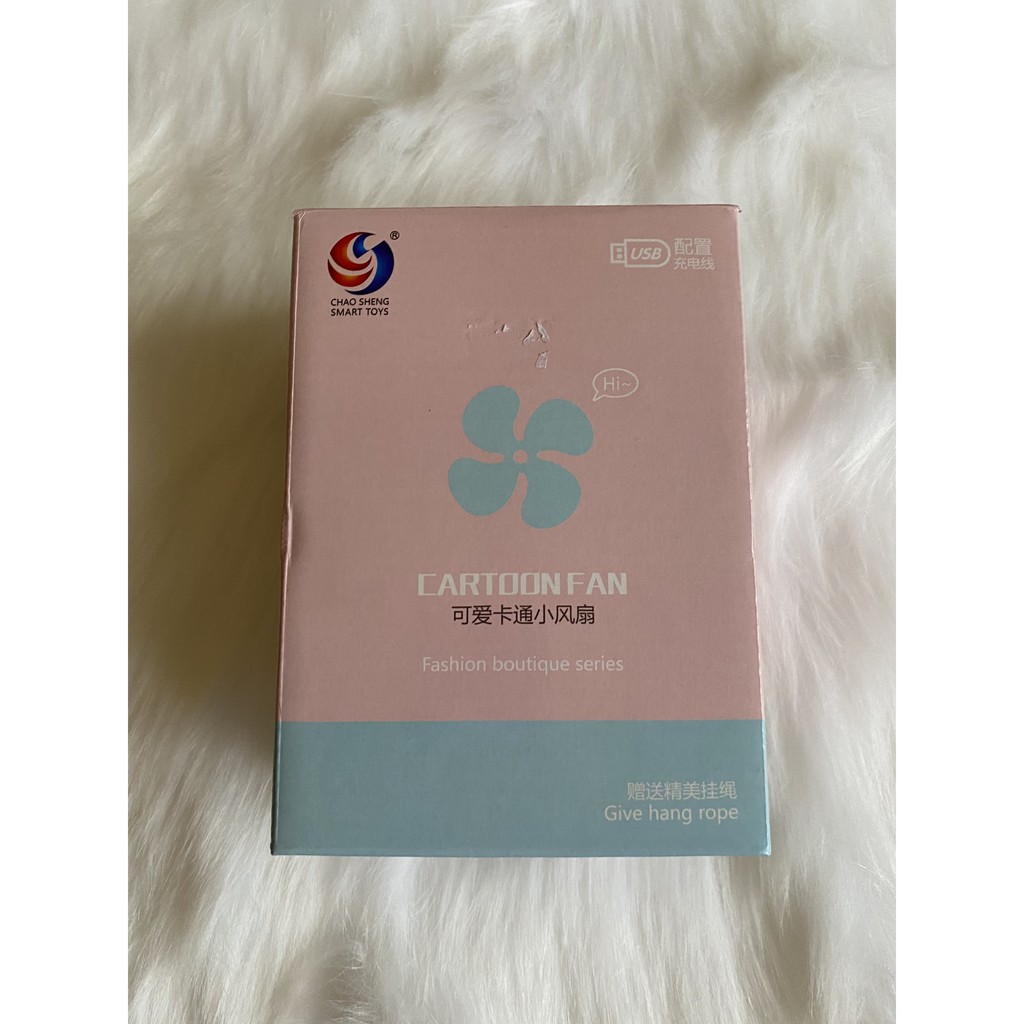 ®
CHAO SHENG
SMART TOYS
USB
配置
充电线
Hi~
CARTOON FAN
可爱卡通小风扇
Fashion boutique series
赠送精美挂绳
Give hang rope